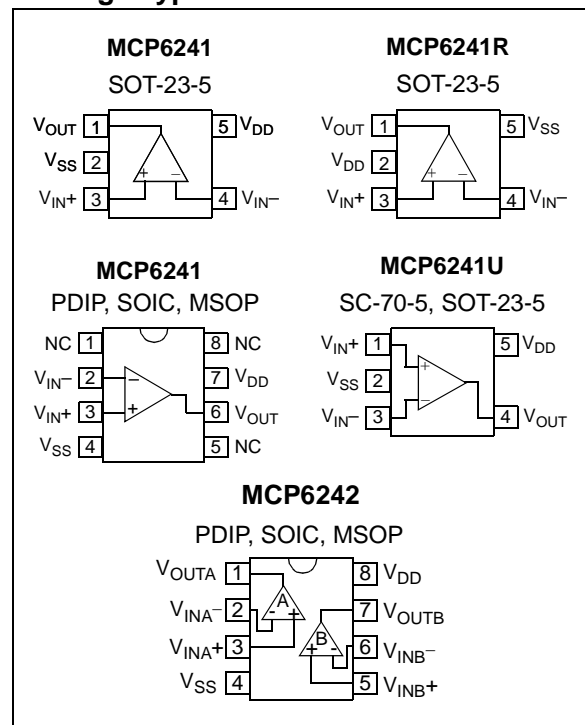 MCP6241
SOT-23-5
VOUT 1 5 VDD
VSS 2
VIN+ 3 + – 4 VIN–
MCP6241R
SOT-23-5
VOUT 1 5 VSS
VDD 2
VIN+ 3 + – 4 VIN–
MCP6241
PDIP, SOIC, MSOP
NC 1 8 NC
VIN– 2 – 7 VDD
VIN+ 3 + 6 VOUT
VSS 4 5 NC
MCP6241U
SC-70-5, SOT-23-5
VIN+ 1 + 5 VDD
VSS 2
VIN– 3 – 4 VOUT
MCP6242
PDIP, SOIC, MSOP
VOUTA 1 8 VDD
VINA– 2 - A + 7 VOUTB
VINA+ 3 + B - 6 VINB–
VSS 4 5 VINB+